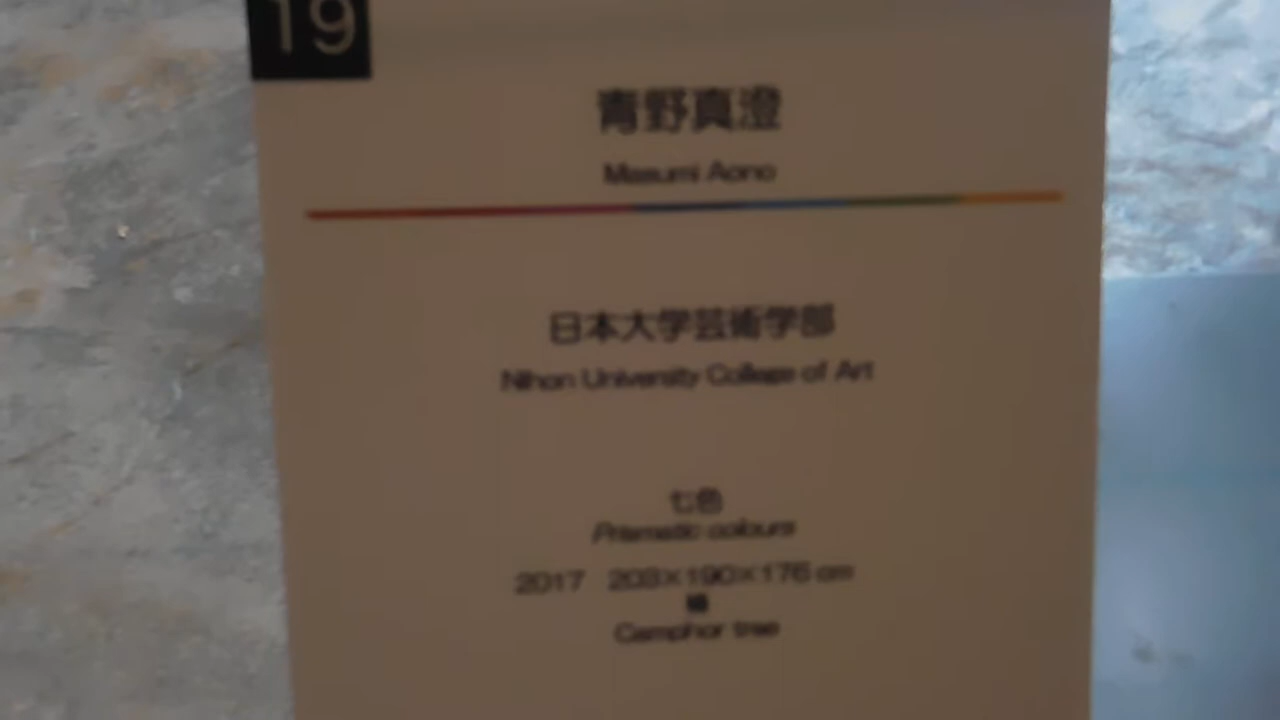 19
青野真澄
Masumi Aono
日本大学芸術学部
Nihon University College of Art
七色
Prismatic colours
2017 203×190×176 cm
樟
Camphor tree